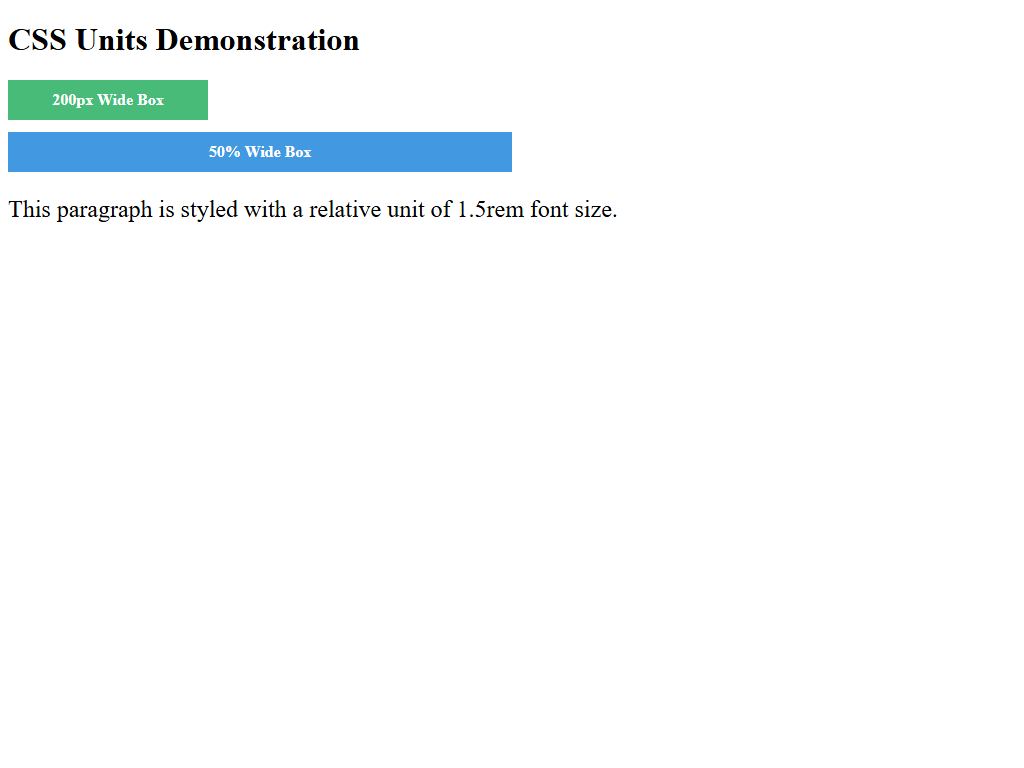 CSS Units Demonstration
200px Wide Box
50% Wide Box
This paragraph is styled with a relative unit of 1.5rem font size.